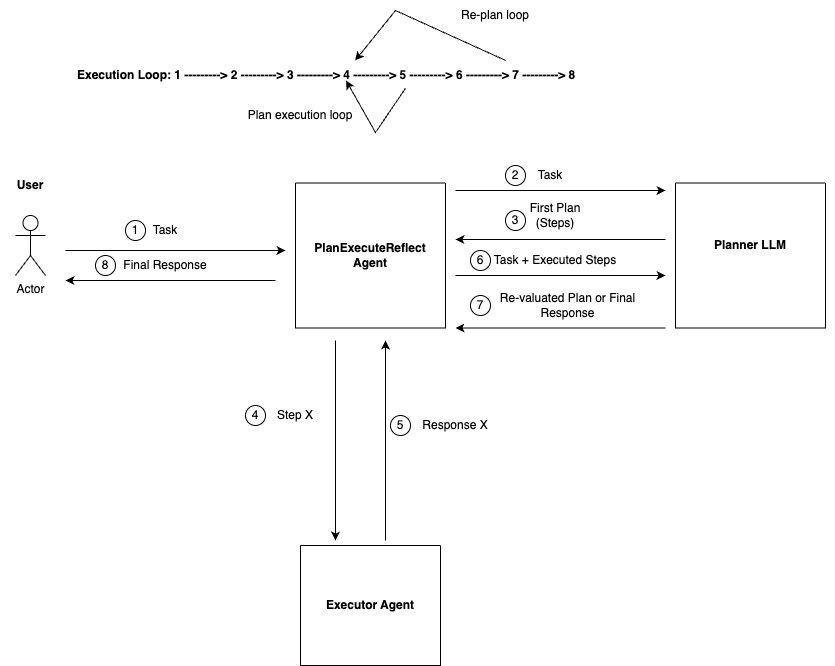 Re-plan loop
Execution Loop: 1 ---------> 2 ---------> 3 ---------> 4 ---------> 5 ---------> 6 ---------> 7 ---------> 8
Plan execution loop
User
Actor
1 Task
8 Final Response
PlanExecuteReflect
Agent
2 Task
3 First Plan
(Steps)
6 Task + Executed Steps
7 Re-valuated Plan or Final
Response
Planner LLM
4 Step X
5 Response X
Executor Agent